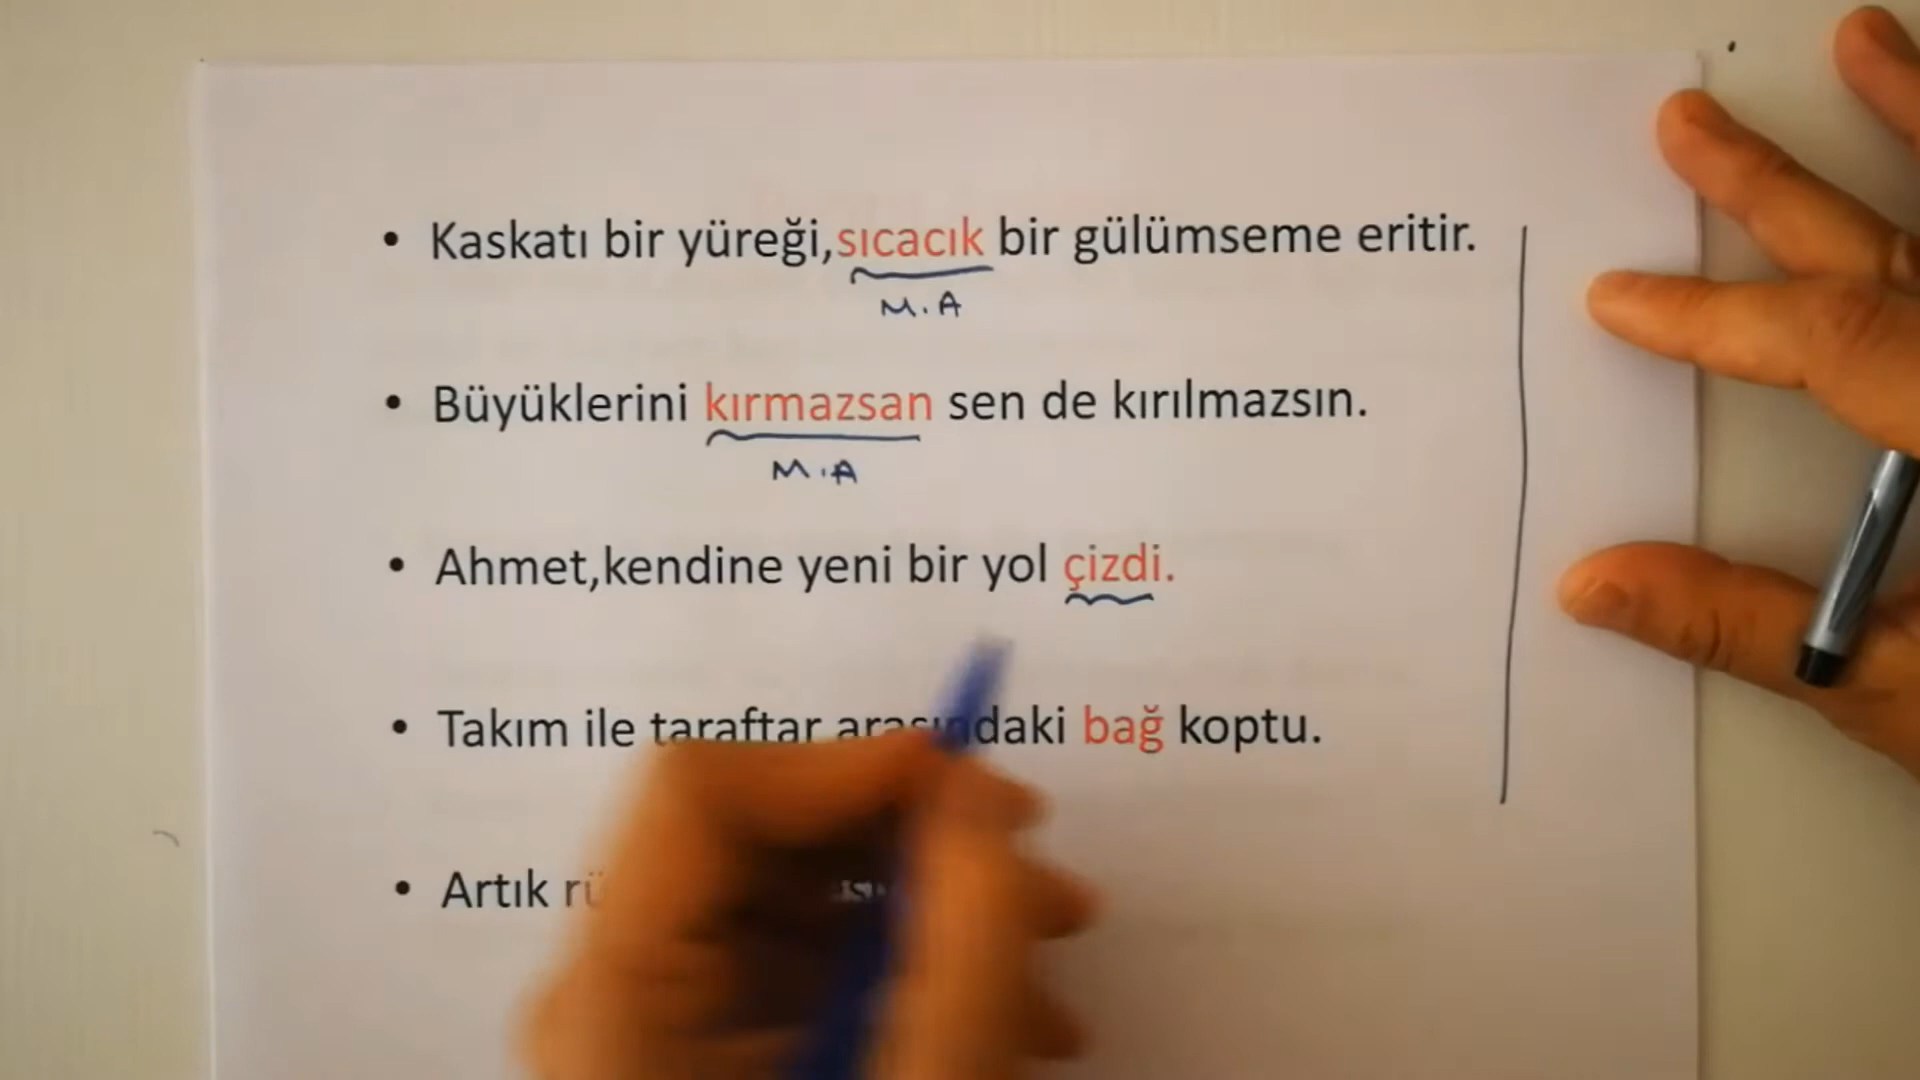 • Kaskatı bir yüreği,sıcacık bir gülümseme eritir.
M.A
• Büyüklerini kırmazsan sen de kırılmazsın.
M.A
• Ahmet,kendine yeni bir yol çizdi.
• Takım ile taraftar arasındaki bağ koptu.
• Artık